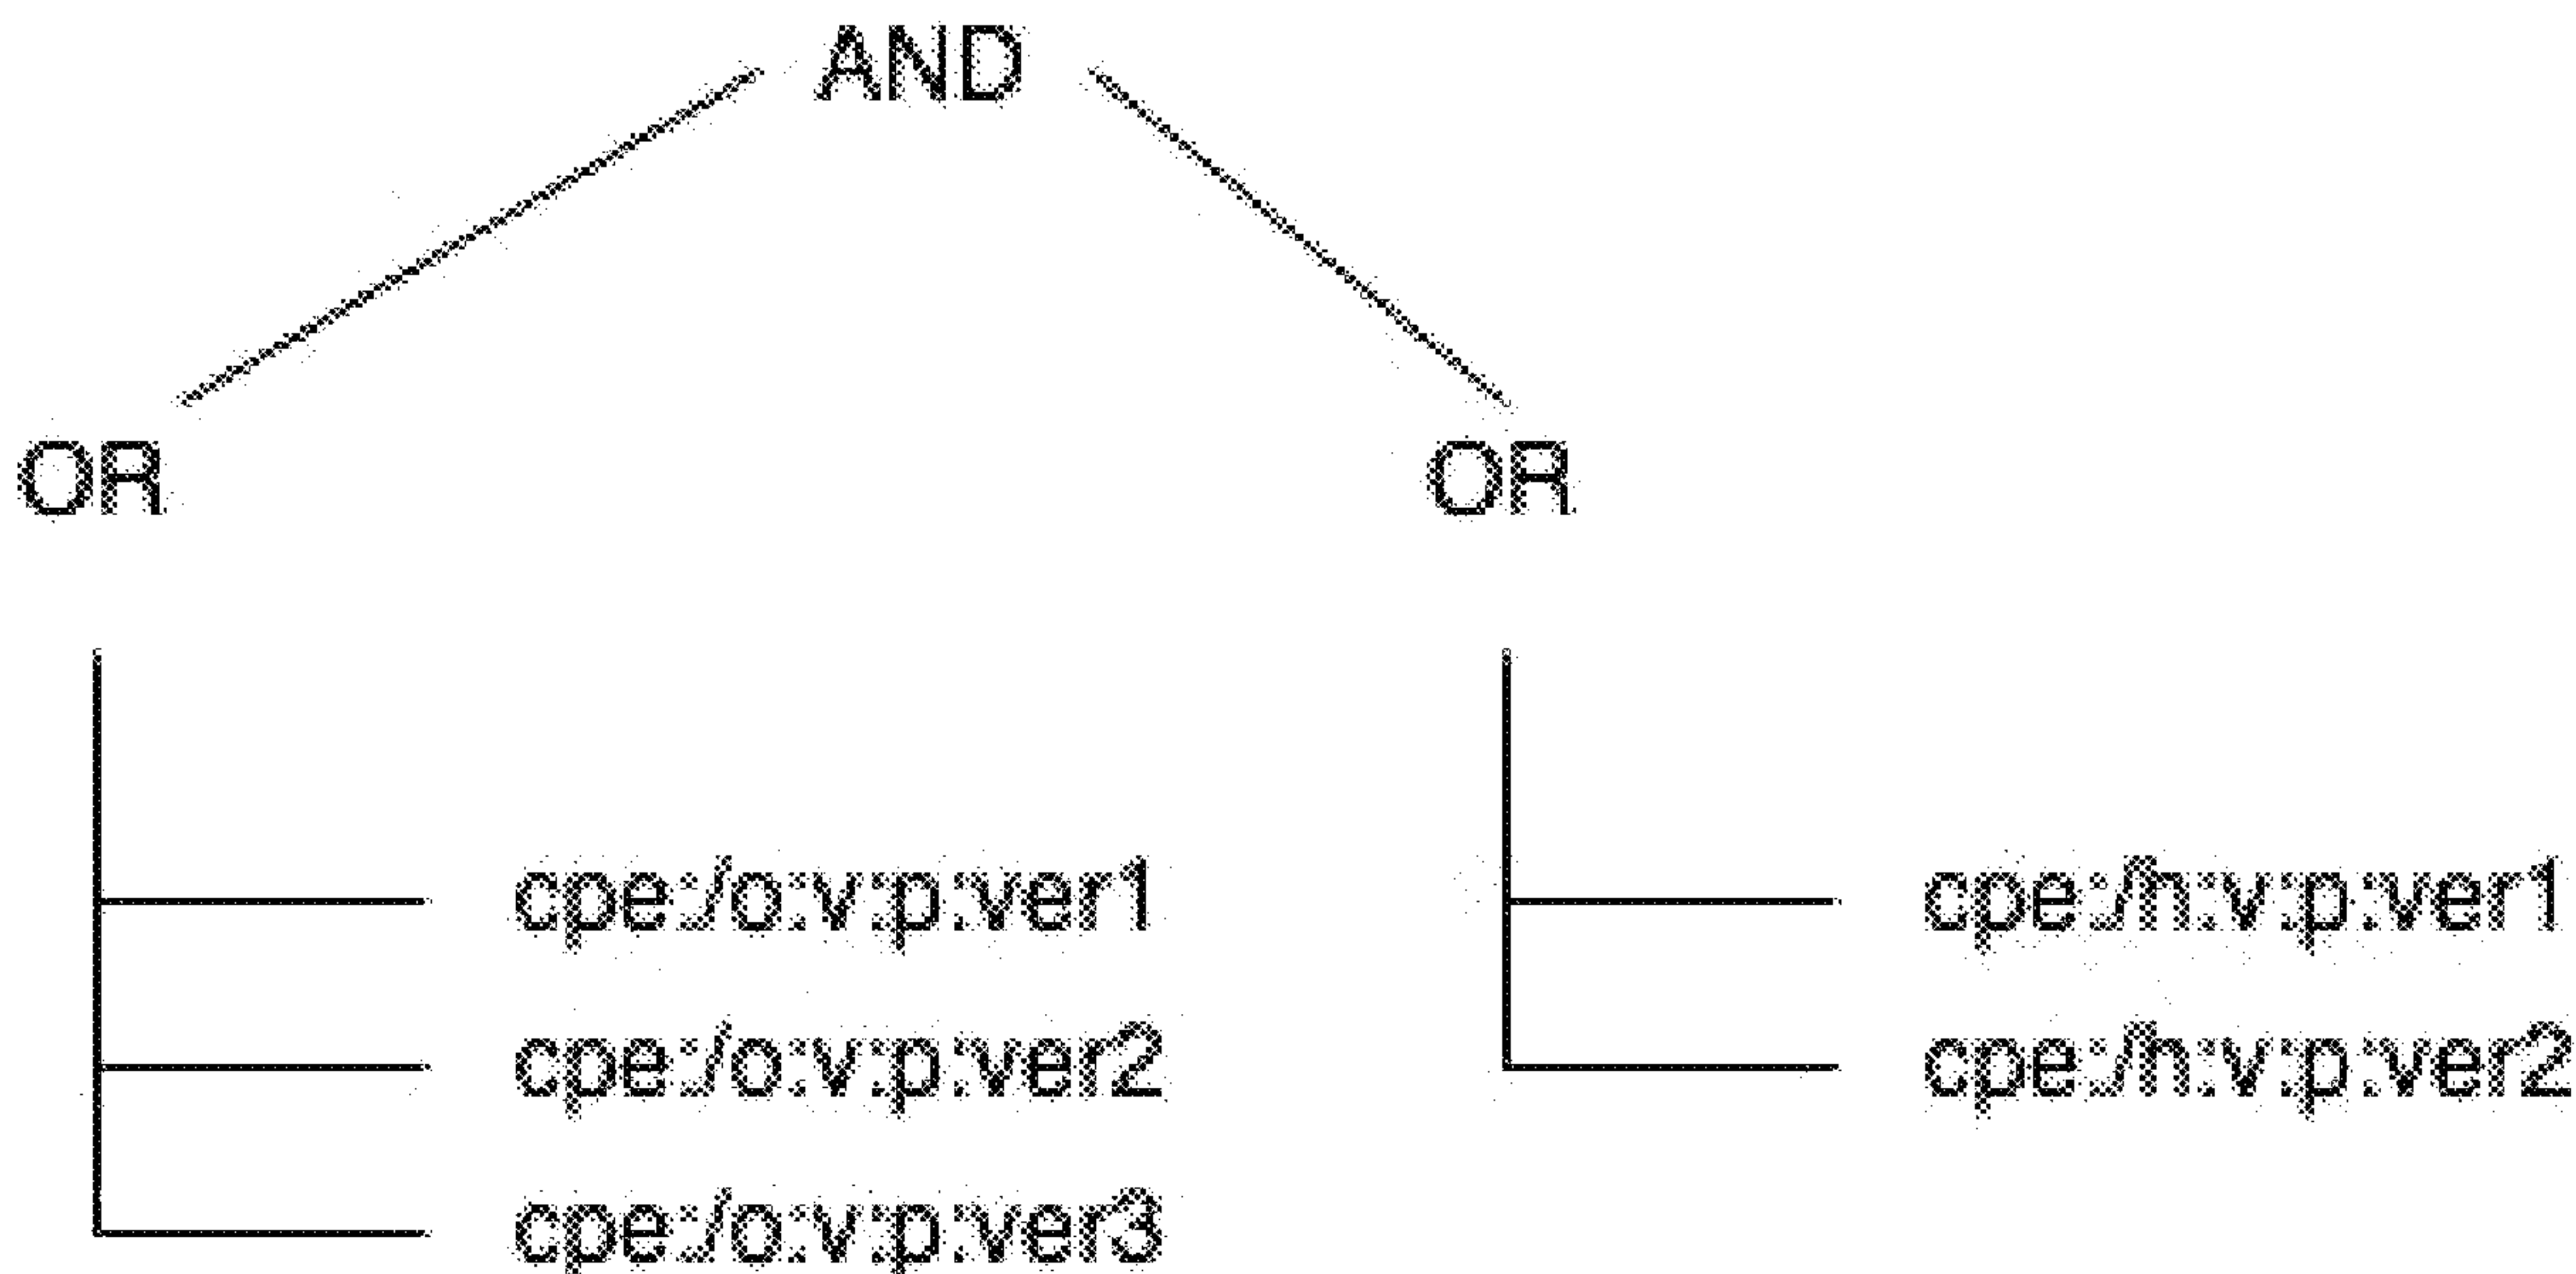 AND
OR
OR
cpe:/o:v:p:ver1
cpe:/h:v:p:ver1
cpe:/o:v:p:ver2
cpe:/h:v:p:ver2
cpe:/o:v:p:ver3